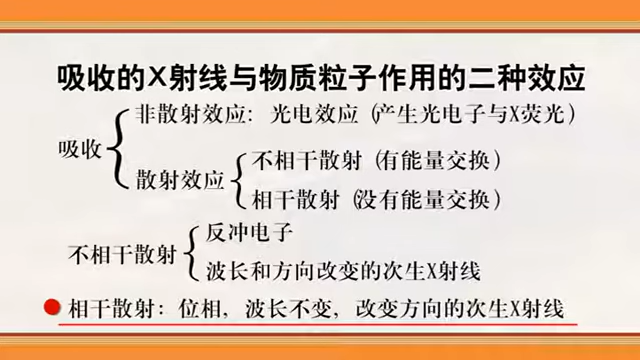 吸收的X射线与物质粒子作用的二种效应
非散射效应：光电效应（产生光电子与X荧光）
吸收
不相干散射（有能量交换）
散射效应
相干散射（没有能量交换）
反冲电子
不相干散射
波长和方向改变的次生X射线
相干散射：位相，波长不变，改变方向的次生X射线